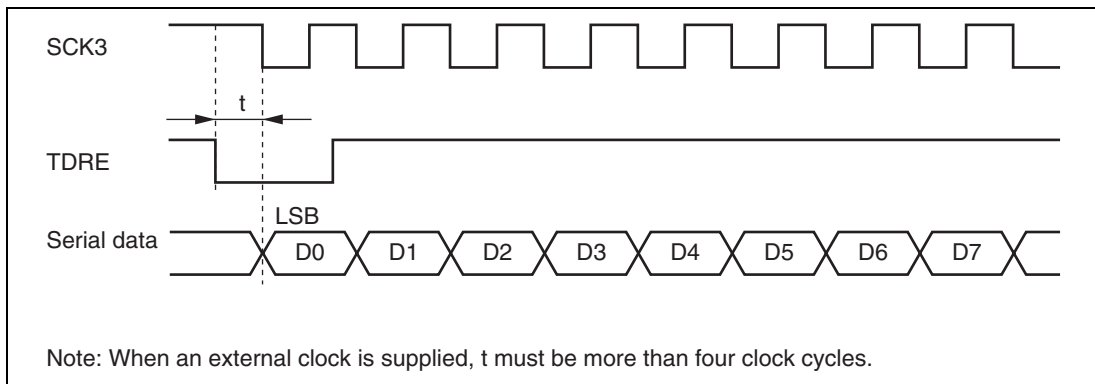 SCK3
t
TDRE
LSB
Serial data D0 D1 D2 D3 D4 D5 D6 D7
Note: When an external clock is supplied, t must be more than four clock cycles.